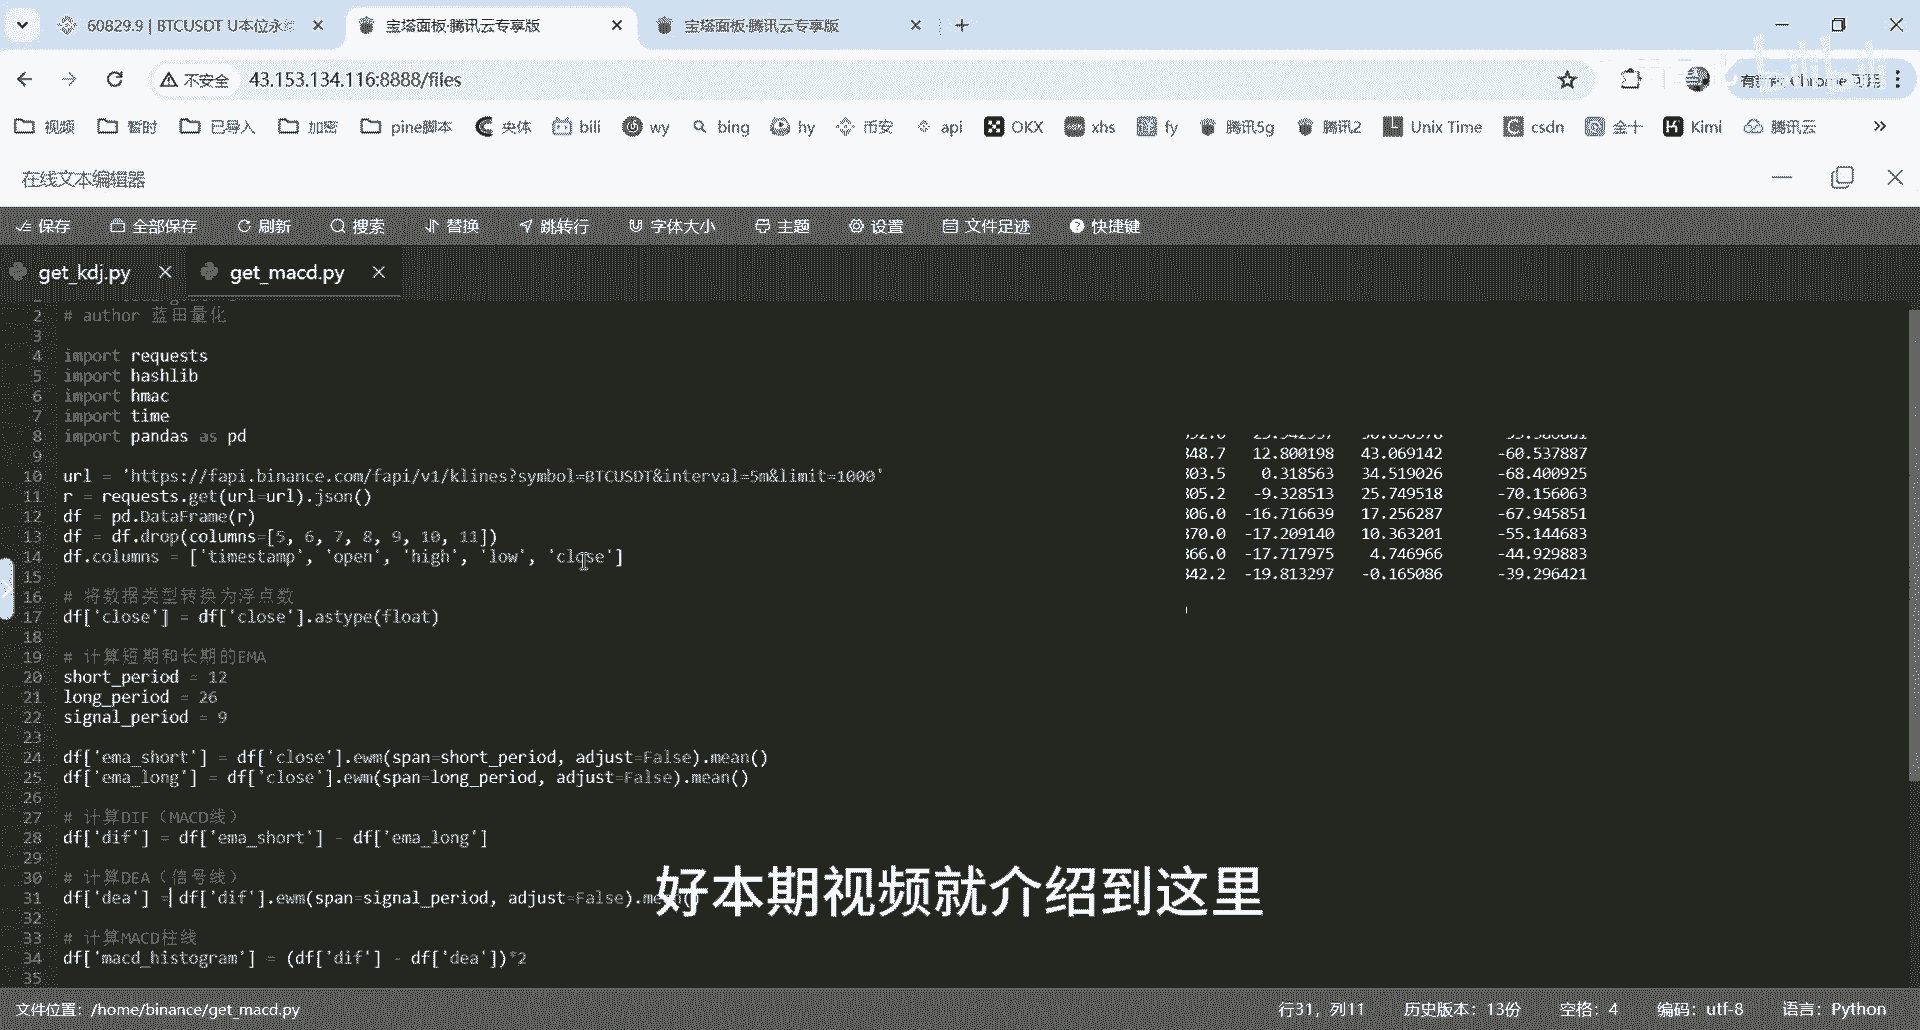 60829.9 | BTCUSDT U本位永
宝塔面板-腾讯云专享版
宝塔面板-腾讯云专享版
不安全 43.153.134.116:8888/files
视频 暂时 已导入 加密 pine脚本 央体 bili wy bing hy 币安 api OKX xhs fy 腾讯5g 腾讯2 Unix Time csdn 金十 Kimi 腾讯云
在线文本编辑器
保存 全部保存 刷新 搜索 替换 跳转行 字体大小 主题 设置 文件足迹 快捷键
get_kdj.py get_macd.py
2 # author 蓝田量化
3
4 import requests
5 import hashlib
6 import hmac
7 import time
8 import pandas as pd
9
10 url = 'https://fapi.binance.com/fapi/v1/klines?symbol=BTCUSDT&interval=5m&limit=1000'
11 r = requests.get(url=url).json()
12 df = pd.DataFrame(r)
13 df = df.drop(columns=[5, 6, 7, 8, 9, 10, 11])
14 df.columns = ['timestamp', 'open', 'high', 'low', 'close']
15
16 # 将数据类型转换为浮点数
17 df['close'] = df['close'].astype(float)
18
19 # 计算短期和长期的EMA
20 short_period = 12
21 long_period = 26
22 signal_period = 9
23
24 df['ema_short'] = df['close'].ewm(span=short_period, adjust=False).mean()
25 df['ema_long'] = df['close'].ewm(span=long_period, adjust=False).mean()
26
27 # 计算DIF（MACD线）
28 df['dif'] = df['ema_short'] - df['ema_long']
29
30 # 计算DEA（信号线）
31 df['dea'] = df['dif'].ewm(span=signal_period, adjust=False).
32
33 # 计算MACD柱线
34 df['macd_histogram'] = (df['dif'] - df['dea'])*2
35
348.7 12.800198 43.069142 -60.537887
303.5 0.318563 34.519026 -68.400925
305.2 -9.328513 25.749518 -70.156063
306.0 -16.716639 17.256287 -67.945851
370.0 -17.209140 10.363201 -55.144683
366.0 -17.717975 4.746966 -44.929883
342.2 -19.813297 -0.165086 -39.296421
好本期视频就介绍到这里
文件位置：/home/binance/get_macd.py 行31，列11 历史版本：13份 空格：4 编码：utf-8 语言：Python